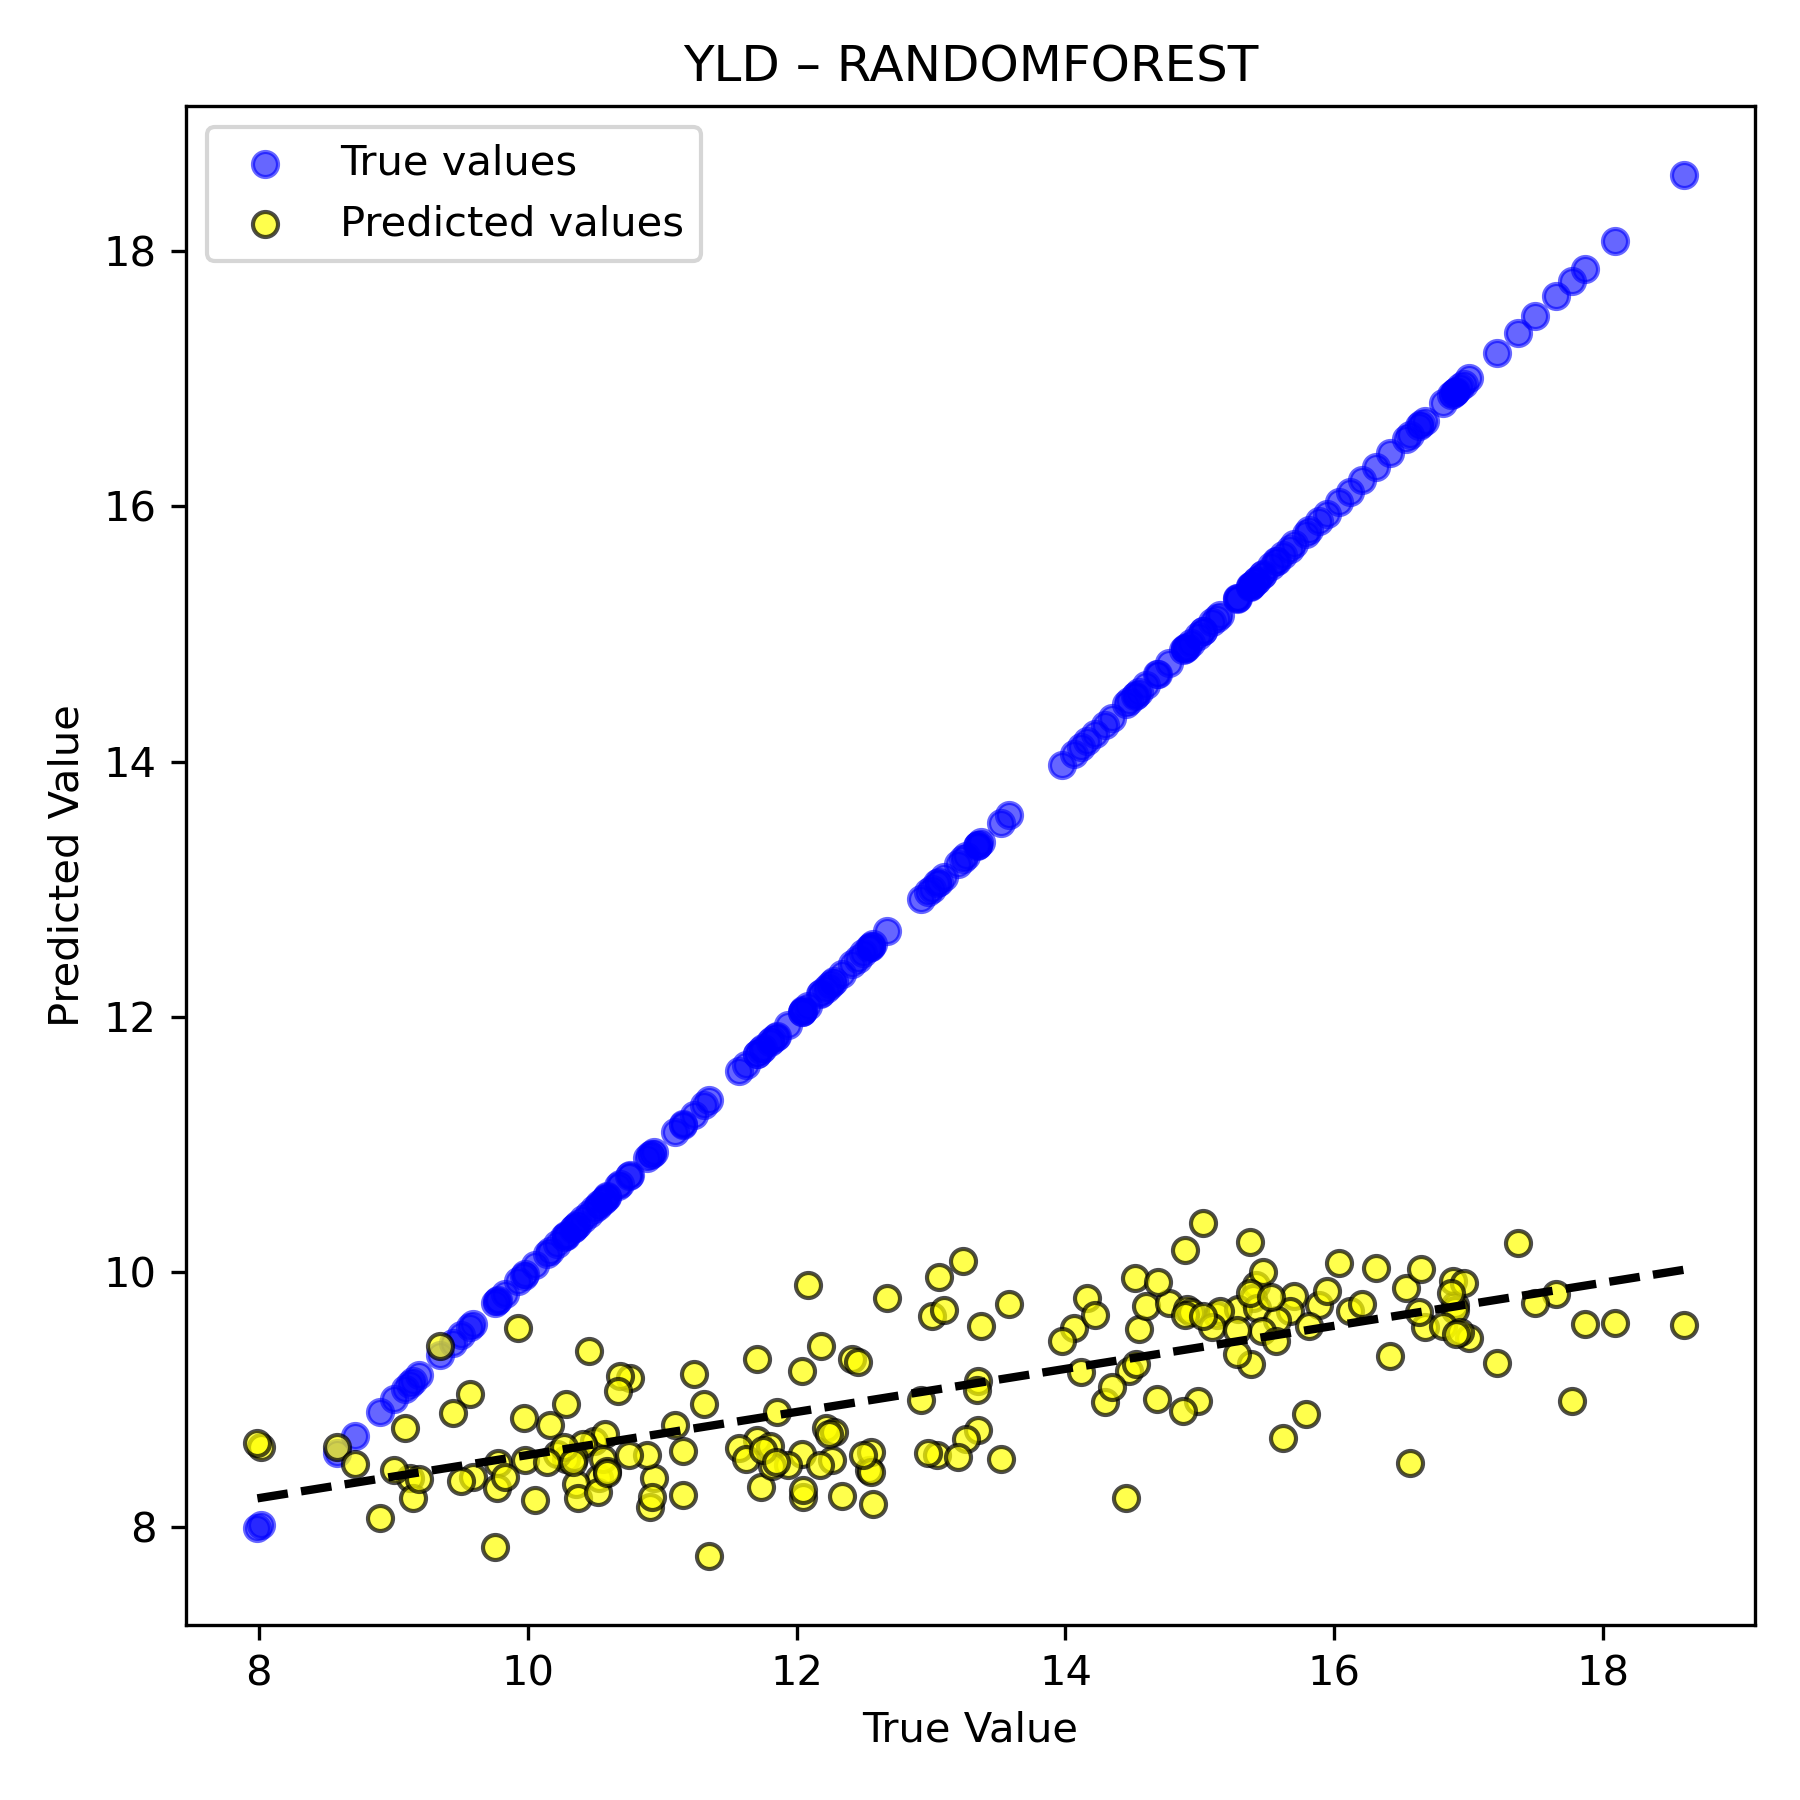 YLD – RANDOMFOREST
True values
Predicted values
18
16
14
12
10
8
Predicted Value
8 10 12 14 16 18
True Value